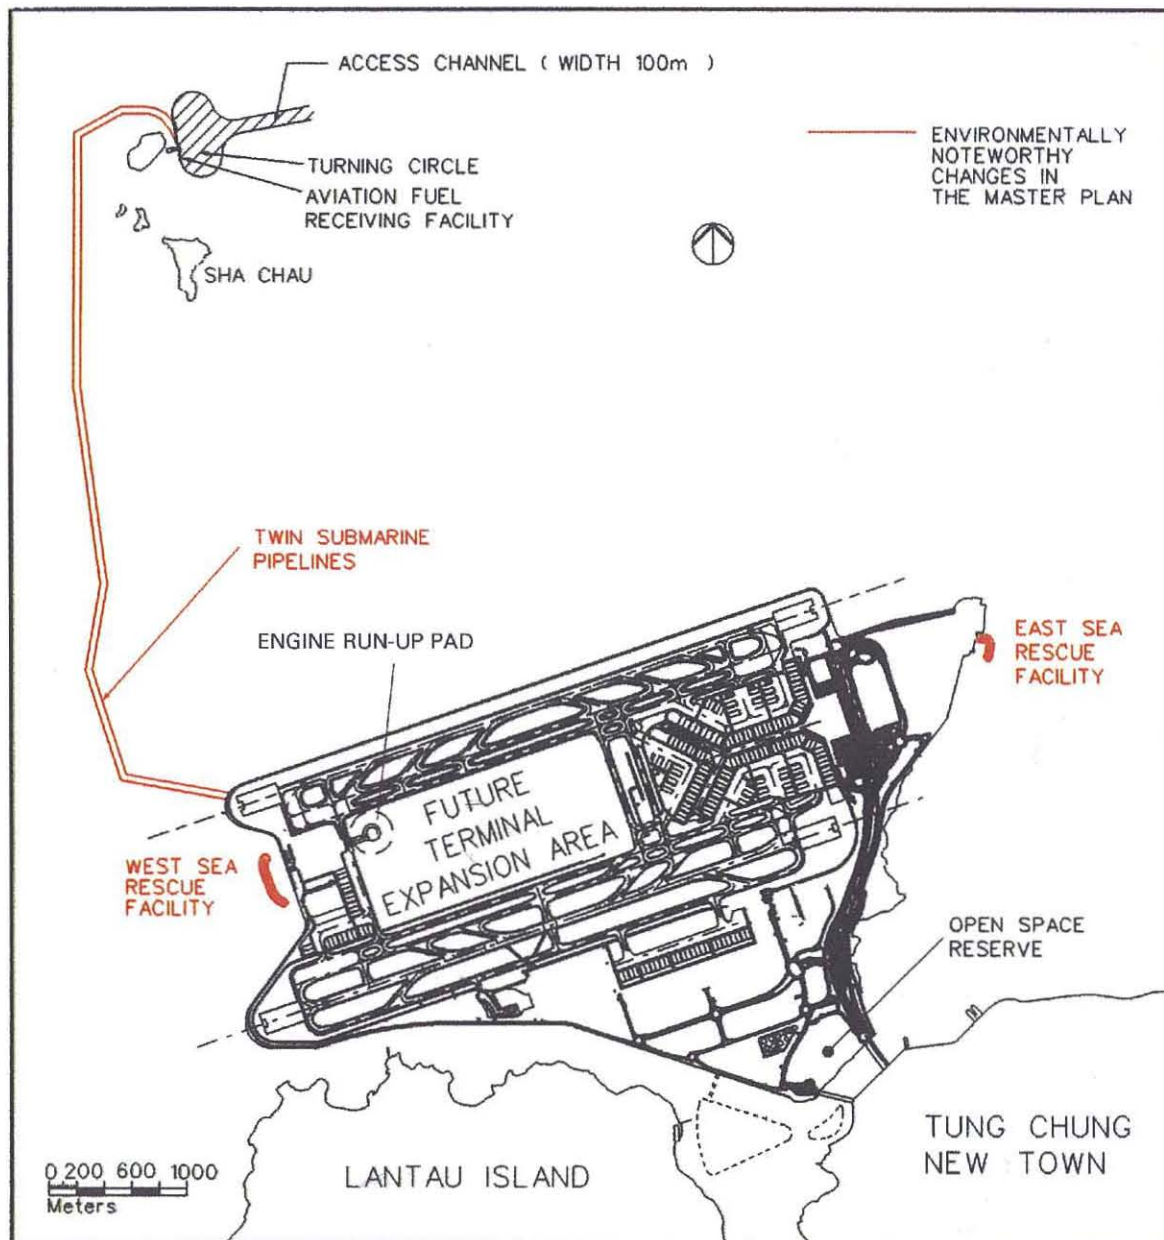 ACCESS CHANNEL ( WIDTH 100m )
ENVIRONMENTALLY
NOTEWORTHY
CHANGES IN
THE MASTER PLAN
TURNING CIRCLE
AVIATION FUEL
RECEIVING FACILITY
SHA CHAU
TWIN SUBMARINE
PIPELINES
ENGINE RUN-UP PAD
EAST SEA
RESCUE
FACILITY
FUTURE
TERMINAL
EXPANSION AREA
WEST SEA
RESCUE
FACILITY
OPEN SPACE
RESERVE
TUNG CHUNG
NEW TOWN
LANTAU ISLAND
0 200 600 1000
Meters